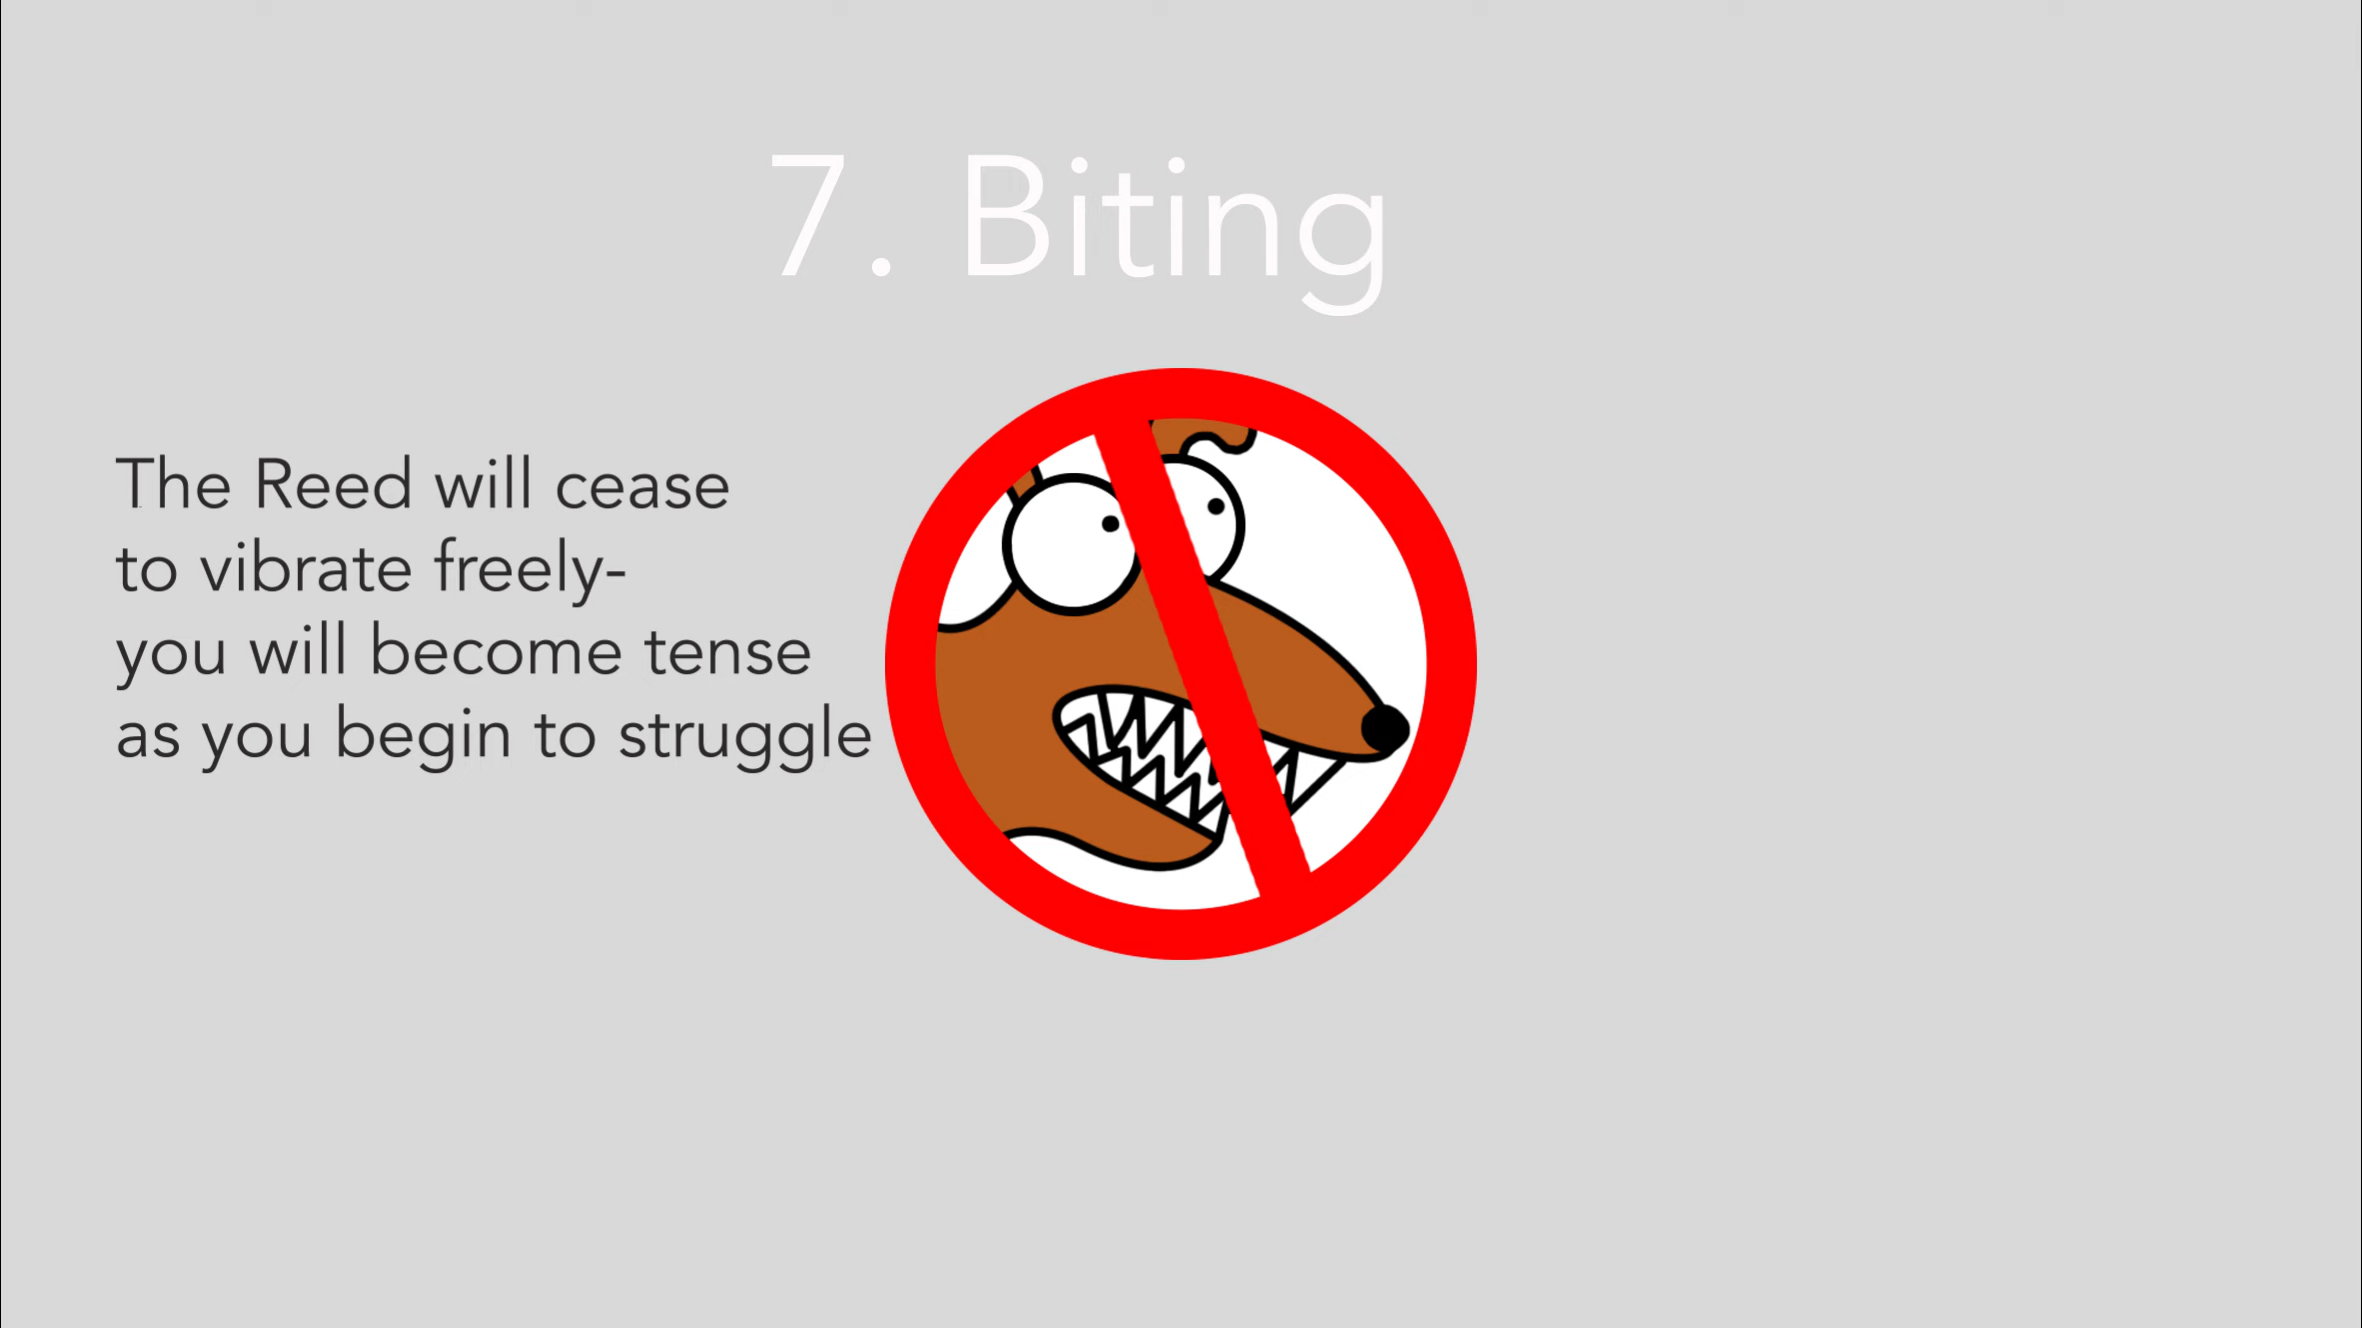 7. Biting
The Reed will cease
to vibrate freely-
you will become tense
as you begin to struggle